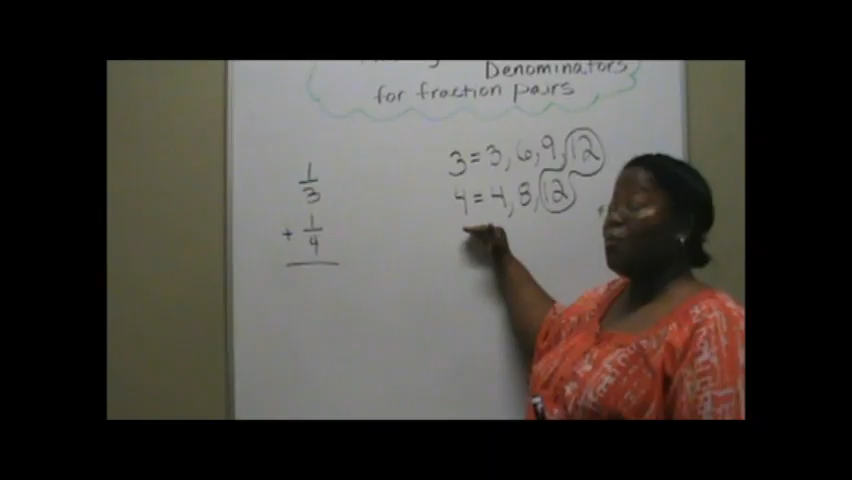 Denominators
for fraction pairs
1
3
+ 1
4
3 = 3, 6, 9, 12
4 = 4, 8, 12